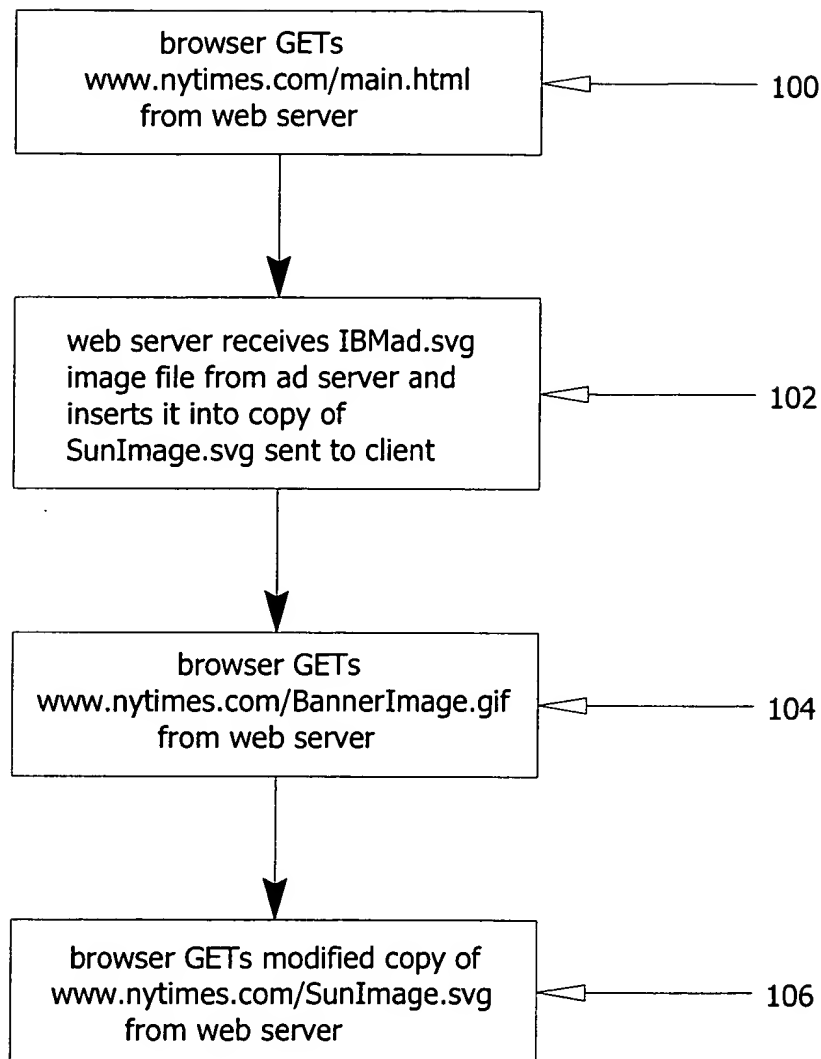 browser GETs
www.nytimes.com/main.html
from web server
100
web server receives IBMad.svg
image file from ad server and
inserts it into copy of
SunImage.svg sent to client
102
browser GETs
www.nytimes.com/BannerImage.gif
from web server
104
browser GETs modified copy of
www.nytimes.com/SunImage.svg
from web server
106